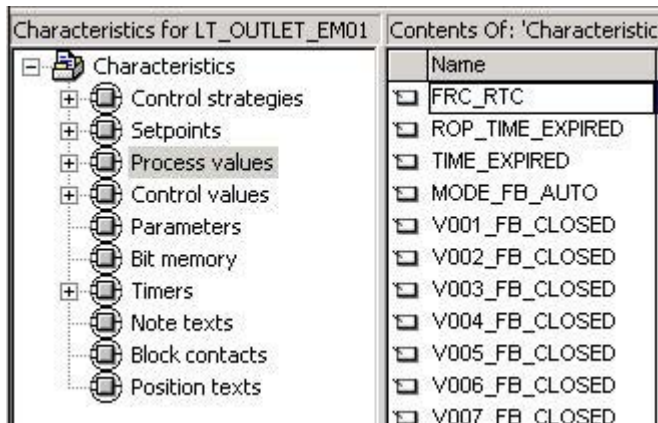 Characteristics for LT_OUTLET_EM01
Characteristics
Control strategies
Setpoints
Process values
Control values
Parameters
Bit memory
Timers
Note texts
Block contacts
Position texts
Contents Of: 'Characteristic
Name
FRC_RTC
ROP_TIME_EXPIRED
TIME_EXPIRED
MODE_FB_AUTO
V001_FB_CLOSED
V002_FB_CLOSED
V003_FB_CLOSED
V004_FB_CLOSED
V005_FB_CLOSED
V006_FB_CLOSED
V007_FB_CLOSED